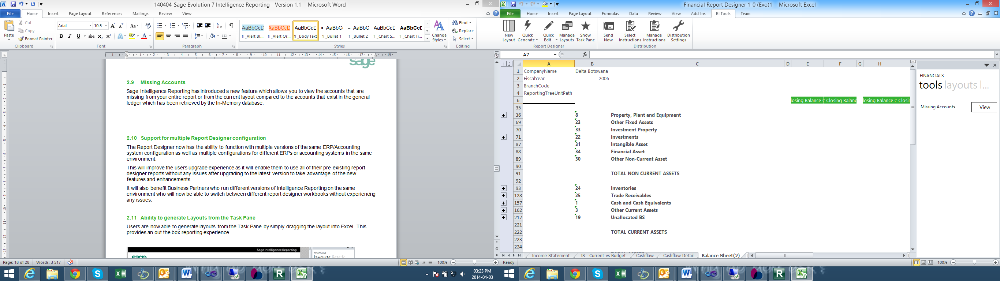 140404-Sage Evolution 7 Intelligence Reporting - Version 1.1 - Microsoft Word
File Home Insert Page Layout References Mailings Review View
Paste
Cut
Copy
Format Painter
Clipboard
Arial 10.5
Font
Paragraph
AaBbCcD AaBbCcD AaBbCcD AaBbC AaBbC AaBbCcD AaBbCcI
¶ _Alert Bl... ¶ _Alert Or... ¶ _Body Text ¶ _Bullet 1 ¶ _Bullet 2 ¶ _Chart S... ¶ _Chart Ti...
Styles
Change Styles
Find
Replace
Select
Editing
sage
2.9 Missing Accounts
Sage Intelligence Reporting has introduced a new feature which allows you to view the accounts that are
missing from your entire report or from the current layout compared to the accounts that exist in the general
ledger which has been retrieved by the In-Memory database.
2.10 Support for multiple Report Designer configuration
The Report Designer now has the ability to function with multiple versions of the same ERP/Accounting
system configuration as well as multiple configurations for different ERPs or accounting systems in the same
environment.
This will improve the users upgrade experience as it will enable them to use all of their pre-existing report
designer reports without any issues after upgrading to the latest version to take advantage of the new
features and enhancements.
It will also benefit Business Partners who run different versions of Intelligence Reporting on the same
environment who will now be able to switch between different report designer workbooks without experiencing
any issues.
2.11 Ability to generate Layouts from the Task Pane
Users are now able to generate layouts from the Task Pane by simply dragging the layout into Excel. This
provides an out the box reporting experience.
Sage Intelligence Reporting
sage
FINANCIALS
layouts lists
Page: 18 of 28 Words: 3 517
100%
03:23 PM
2014-04-03
Financial Report Designer 1-0 (Evo)1 - Microsoft Excel
File Home Insert Page Layout Formulas Data Review View Add-Ins BI Tools Team
New Layout
Quick Generate
Quick Edit
Manage Layouts
Show Task Pane
Report Designer
Send Now
Select Instructions
Manage Instructions
Distribution Settings
Distribution
A7 fx
1 2
A B C D E F G H
1 CompanyName Delta Botswana
2 FiscalYear 2006
3 BranchCode
4 ReportingTreeUnitPath
6 losing Balance Closing Balanc losing Balance Closin
35
36 8 Property, Plant and Equipment
69 23 Other Fixed Assets
70 33 Investment Property
71 22 Investments
87 31 Intangible Asset
88 34 Financial Asset
89 30 Other Non-Current Asset
90
91 TOTAL NON CURRENT ASSETS
92
93 24 Inventories
128 25 Trade Receivables
157 1 Cash and Cash Equivalents
162 3 Other Current Assets
217 19 Unallocated BS
221
222 TOTAL CURRENT ASSETS
223
224
Income Statement IS - Current vs Budget Cashflow Cashflow Detail Balance Sheet(2)
Ready
100%
FINANCIALS
tools layouts l...
Missing Accounts View